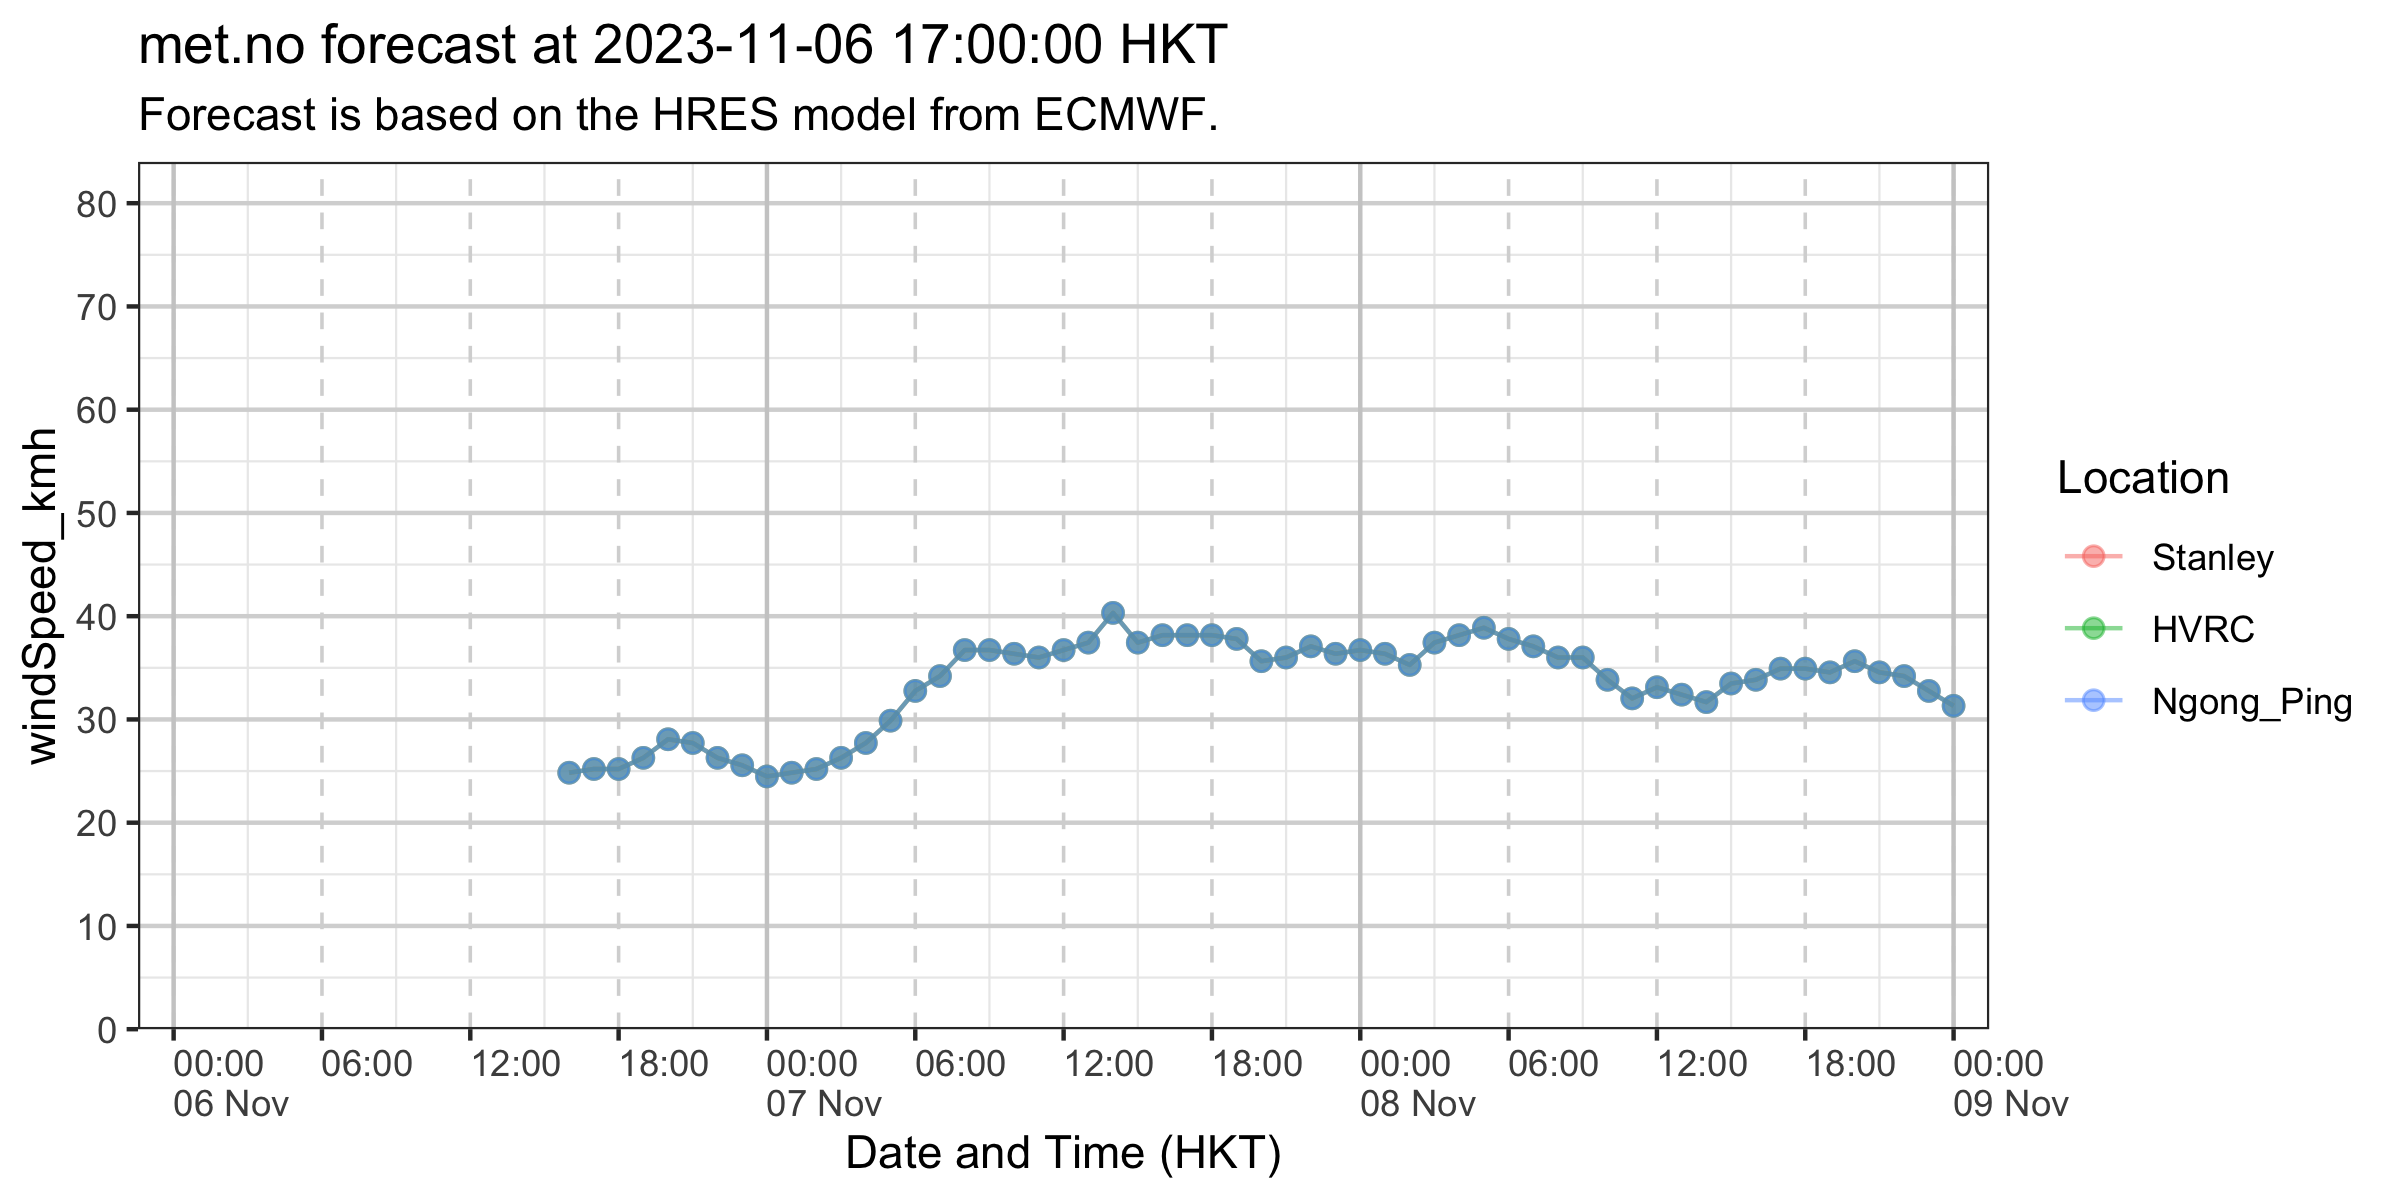 met.no forecast at 2023-11-06 17:00:00 HKT
Forecast is based on the HRES model from ECMWF.
windSpeed_kmh
80
70
60
50
40
30
20
10
0
00:00 06:00 12:00 18:00 00:00 06:00 12:00 18:00 00:00 06:00 12:00 18:00 00:00
06 Nov 07 Nov 08 Nov 09 Nov
Date and Time (HKT)
Location
Stanley
HVRC
Ngong_Ping